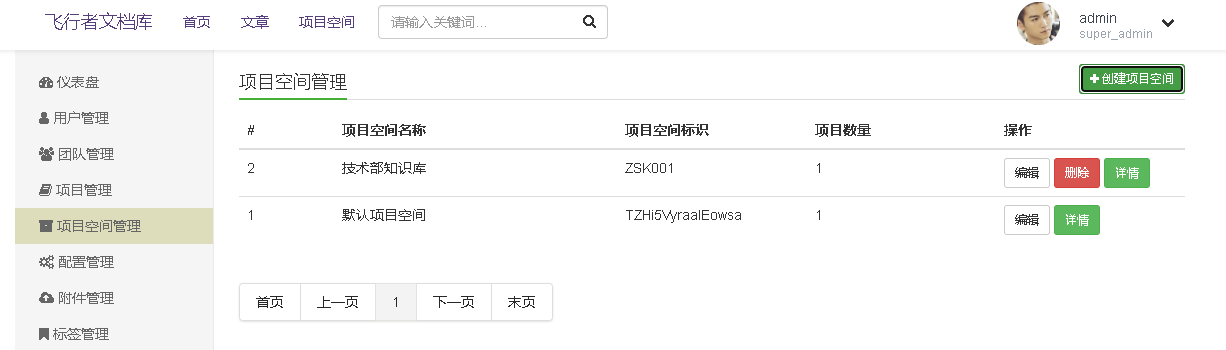 飞行者文档库 首页 文章 项目空间 请输入关键词... admin
super_admin
仪表盘
用户管理
团队管理
项目管理
项目空间管理
配置管理
附件管理
标签管理
项目空间管理 创建项目空间
# 项目空间名称 项目空间标识 项目数量 操作
2 技术部知识库 ZSK001 1 编辑 删除 详情
1 默认项目空间 TZHi5VyraalEowsa 1 编辑 详情
首页 上一页 1 下一页 末页